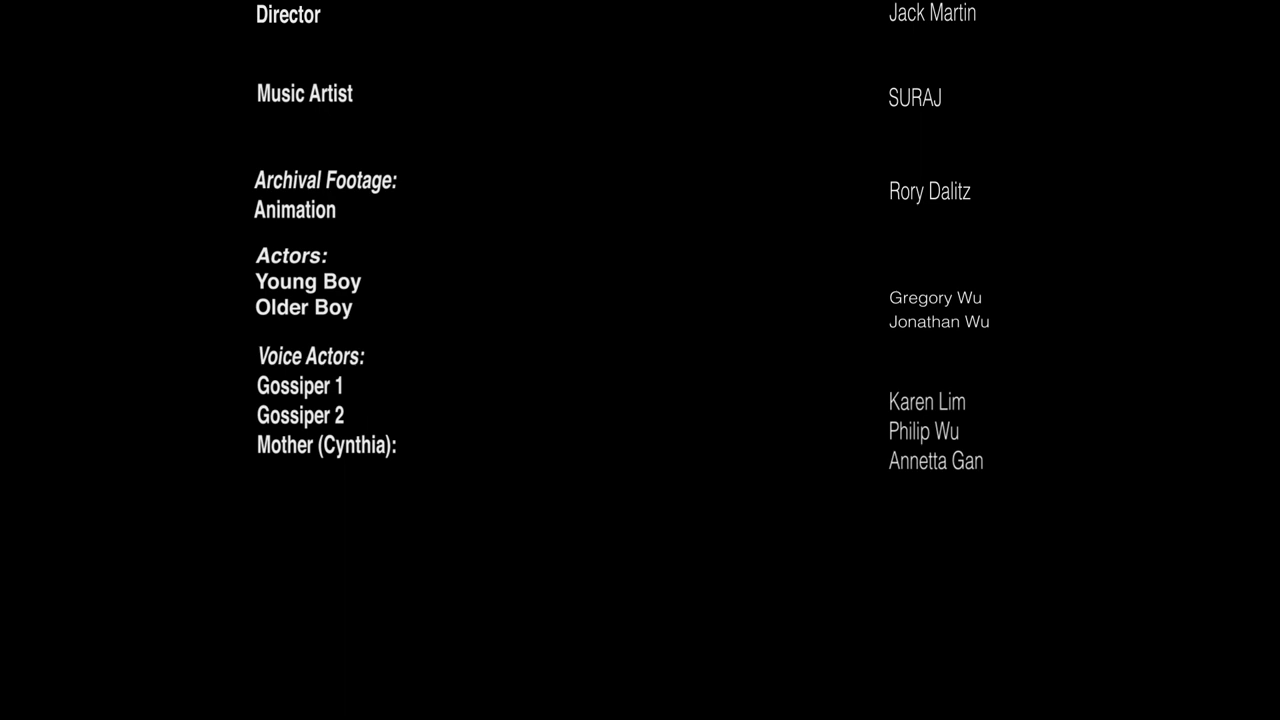 Director Jack Martin
Music Artist SURAJ
Archival Footage:
Animation Rory Dalitz
Actors:
Young Boy Gregory Wu
Older Boy Jonathan Wu
Voice Actors:
Gossiper 1 Karen Lim
Gossiper 2 Philip Wu
Mother (Cynthia): Annetta Gan